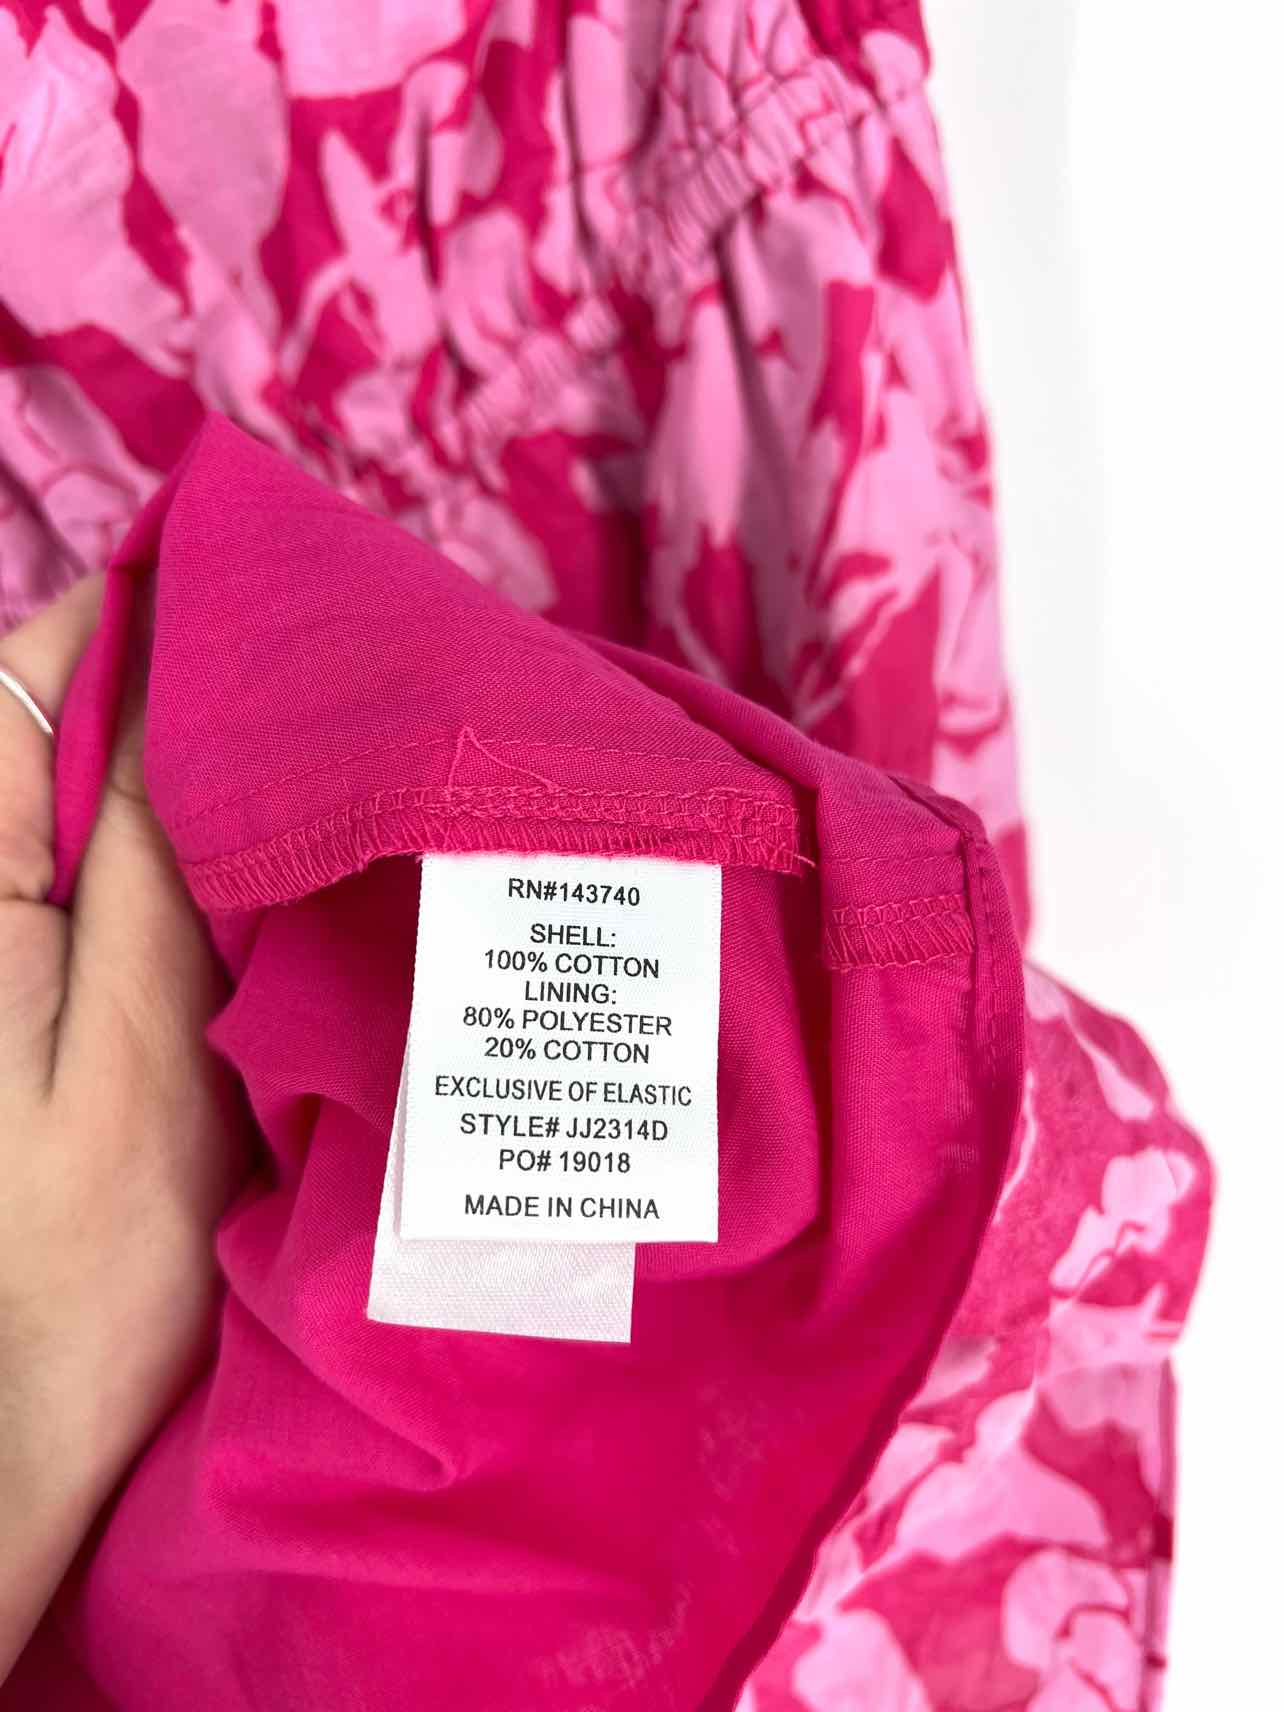 RN#143740
SHELL:
100% COTTON
LINING:
80% POLYESTER
20% COTTON
EXCLUSIVE OF ELASTIC
STYLE# JJ2314D
PO# 19018
MADE IN CHINA